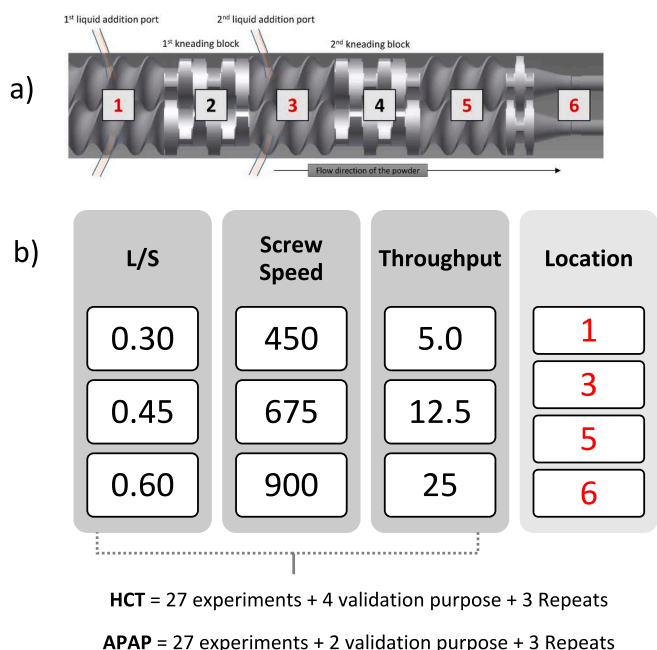 1st liquid addition port
2nd liquid addition port
1st kneading block
2nd kneading block
a)
1 2 3 4 5 6
Flow direction of the powder
b)
L/S
Screw
Speed
Throughput
Location
0.30
450
5.0
1
0.45
675
12.5
3
0.60
900
25
5
6
HCT = 27 experiments + 4 validation purpose + 3 Repeats
APAP = 27 experiments + 2 validation purpose + 3 Repeats